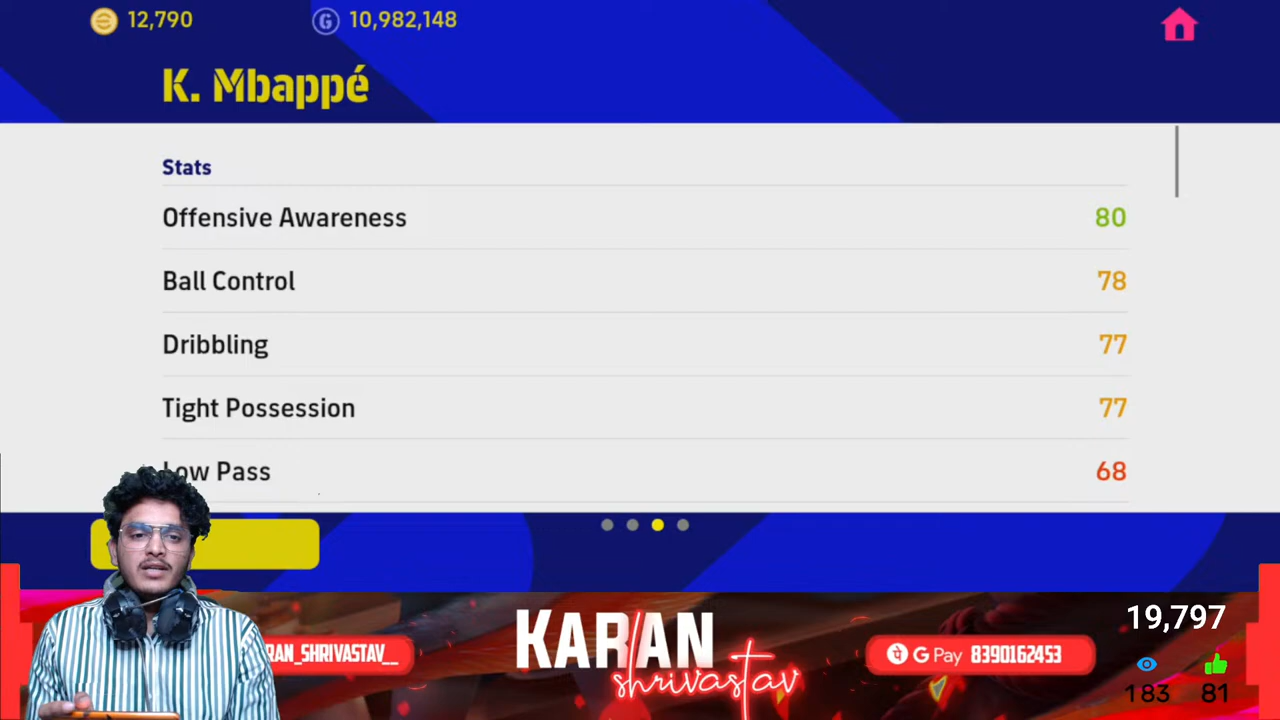 12,790
10,982,148
K. Mbappé
Stats
Offensive Awareness 80
Ball Control 78
Dribbling 77
Tight Possession 77
Low Pass 68
KARAN
shrivastav
RAN_SHRIVASTAV__
G Pay 8390162453
19,797
183 81